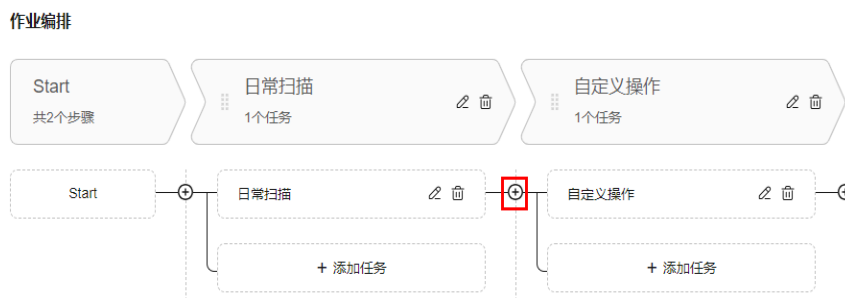 作业编排
Start
共2个步骤
日常扫描
1个任务
自定义操作
1个任务
Start
日常扫描
自定义操作
+ 添加任务
+ 添加任务